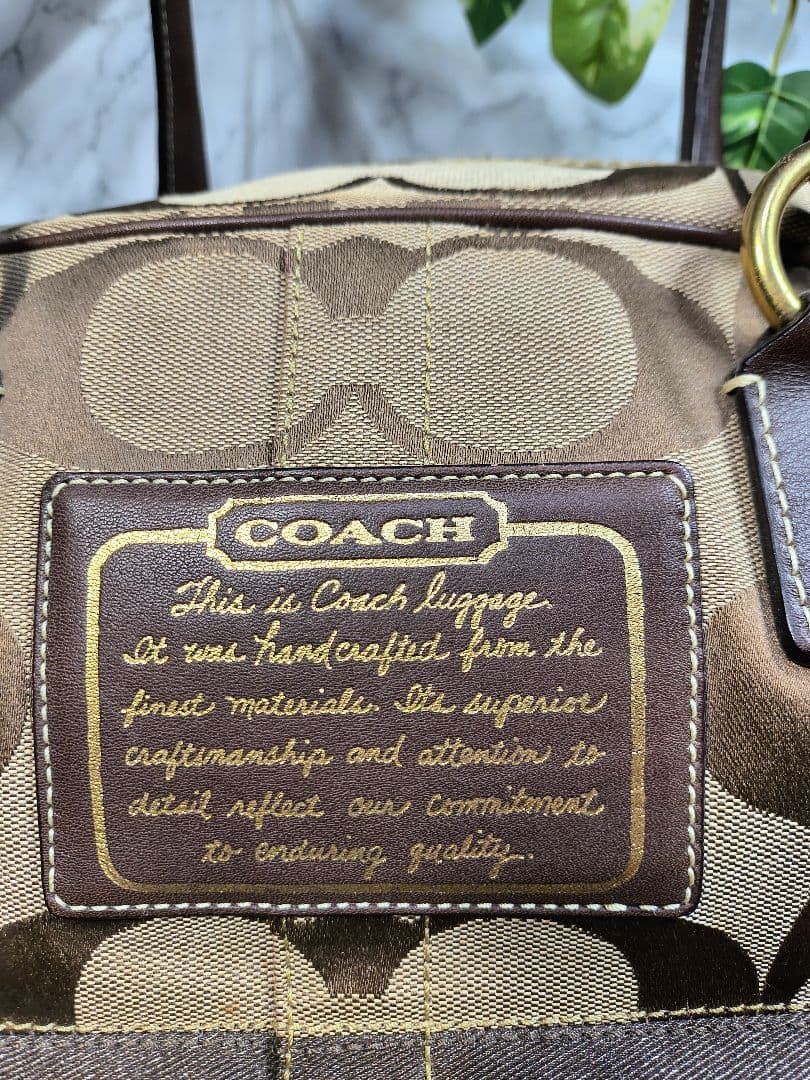 COACH
This is Coach luggage.
It was handcrafted from the
finest materials. Its superior
craftsmanship and attention to
detail reflect our commitment
to enduring quality.